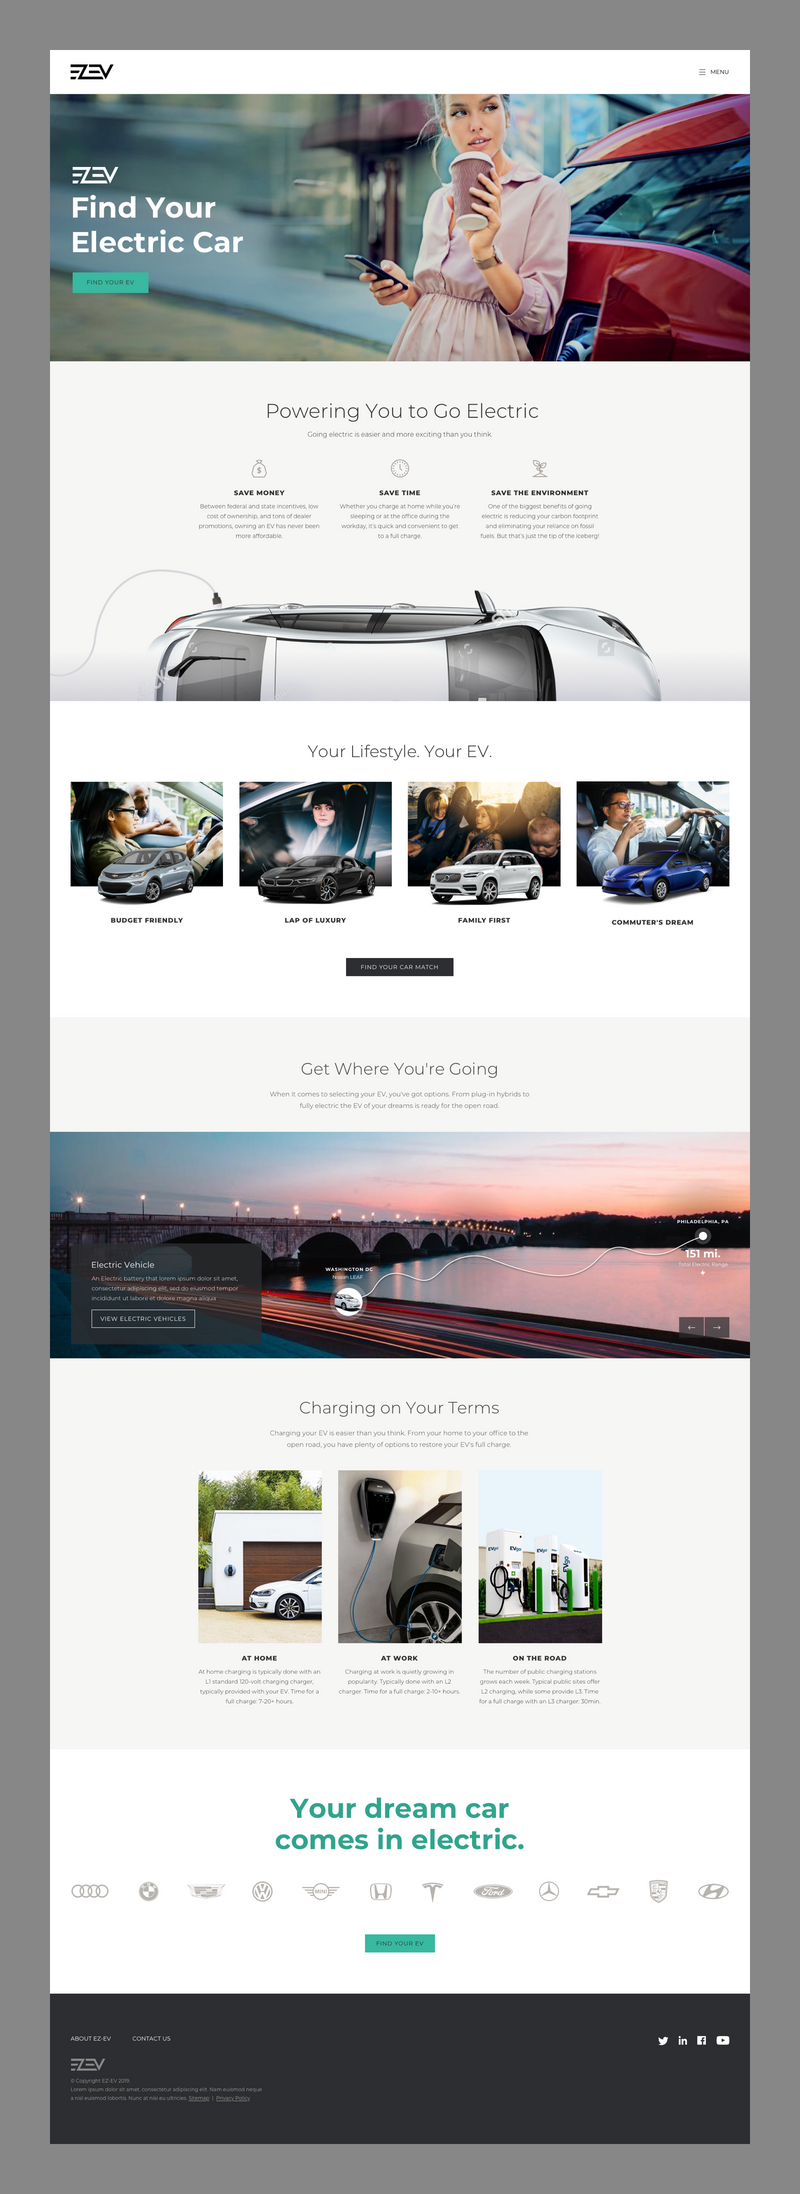 EZEV
MENU
EZEV
Find Your
Electric Car
FIND YOUR EV
Powering You to Go Electric
Going electric is easier and more exciting than you think.
$
SAVE MONEY
Between federal and state incentives, low
cost of ownership, and tons of dealer
promotions, owning an EV has never been
more affordable.
SAVE TIME
Whether you charge at home while you're
sleeping or at the office during the
workday, it's quick and convenient to get
to a full charge.
SAVE THE ENVIRONMENT
One of the biggest benefits of going
electric is reducing your carbon footprint
and eliminating your reliance on fossil
fuels. But that's just the tip of the iceberg!
Your Lifestyle. Your EV.
BUDGET FRIENDLY
LAP OF LUXURY
FAMILY FIRST
COMMUTER'S DREAM
FIND YOUR CAR MATCH
Get Where You're Going
When it comes to selecting your EV, you've got options. From plug-in hybrids to
fully electric the EV of your dreams is ready for the open road.
PHILADELPHIA, PA
151 mi.
Total Electric Range
WASHINGTON DC
Nissan LEAF
Electric Vehicle
An Electric battery that lorem ipsum dolor sit amet,
consectetur adipiscing elit, sed do eiusmod tempor
incididunt ut labore et dolore magna aliqua
VIEW ELECTRIC VEHICLES
Charging on Your Terms
Charging your EV is easier than you think. From your home to your office to the
open road, you have plenty of options to restore your EV's full charge.
EVgo
EVgo
EVgo
AT HOME
At home charging is typically done with an
L1 standard 120-volt charging charger,
typically provided with your EV. Time for a
full charge: 7-20+ hours.
AT WORK
Charging at work is quietly growing in
popularity. Typically done with an L2
charger. Time for a full charge: 2-10+ hours.
ON THE ROAD
The number of public charging stations
grows each week. Typical public sites offer
L2 charging, while some provide L3. Time
for a full charge with an L3 charger: 30min.
Your dream car
comes in electric.
MINI
Ford
FIND YOUR EV
ABOUT EZ-EV
CONTACT US
EZEV
© Copyright EZ-EV 2019.
Lorem ipsum dolor sit amet, consectetur adipiscing elit. Nam euismod neque
a nisi euismod lobortis. Nunc at nisi eu ultricies. Sitemap | Privacy Policy